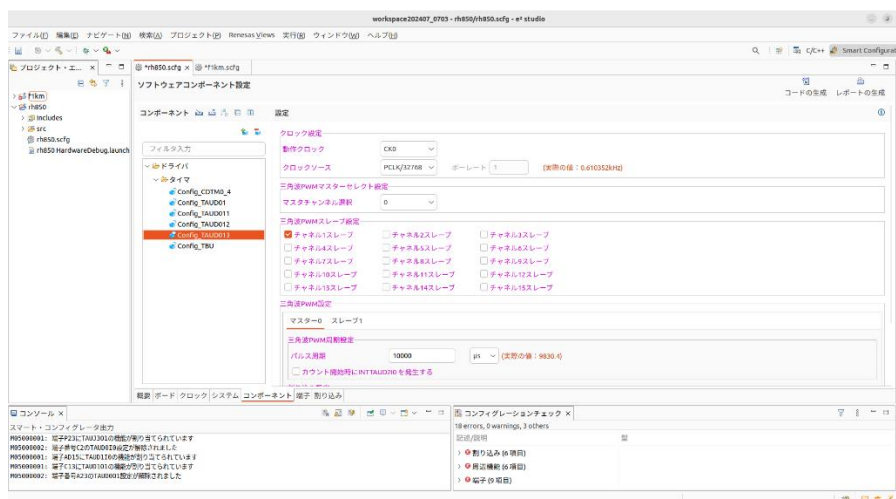 workspace202407_0703 - rh850/rh850.scfg - e² studio
ファイル(F) 編集(E) ナビゲート(N) 検索(A) プロジェクト(P) Renesas Views 実行(R) ウィンドウ(W) ヘルプ(H)
C/C++ Smart Configurat
プロジェクト・エ... *rh850.scfg *f1km.scfg
ソフトウェアコンポーネント設定
コードの生成 レポートの生成
f1km
rh850
Includes
src
rh850.scfg
rh850 HardwareDebug.launch
コンポーネント
フィルタ入力
ドライバ
タイマ
Config_CDTM0_4
Config_TAUD01
Config_TAUD011
Config_TAUD012
Config_TAUD013
Config_TBU
設定
クロック設定
動作クロック CK0
クロックソース PCLK/32768 ボーレート 1 (実際の値：0.610352kHz)
三角波PWMマスターセレクト設定
マスタチャンネル選択 0
三角波PWMスレーブ設定
チャネル1スレーブ チャネル2スレーブ チャネル3スレーブ
チャネル4スレーブ チャネル5スレーブ チャネル6スレーブ
チャネル7スレーブ チャネル8スレーブ チャネル9スレーブ
チャネル10スレーブ チャネル11スレーブ チャネル12スレーブ
チャネル13スレーブ チャネル14スレーブ チャネル15スレーブ
三角波PWM設定
マスター0 スレーブ1
三角波PWM周期設定
パルス周期 10000 μs (実際の値：9830.4)
カウント開始時にINTTAUD2I0を発生する
概要 ボード クロック システム コンポーネント 端子 割り込み
コンソール
スマート・コンフィグレータ出力
M05000001: 端子P23にTAUJ3O1の機能が割り当てられています
M05000002: 端子番号C2のTAUD0I0設定が解除されました
M05000001: 端子AD15にTAUD1I0の機能が割り当てられています
M05000001: 端子C13にTAUD1O1の機能が割り当てられています
M05000002: 端子番号A23のTAUD0O1設定が解除されました
コンフィグレーションチェック
18 errors, 0 warnings, 3 others
記述/説明 型
割り込み (6 項目)
周辺機能 (6 項目)
端子 (9 項目)